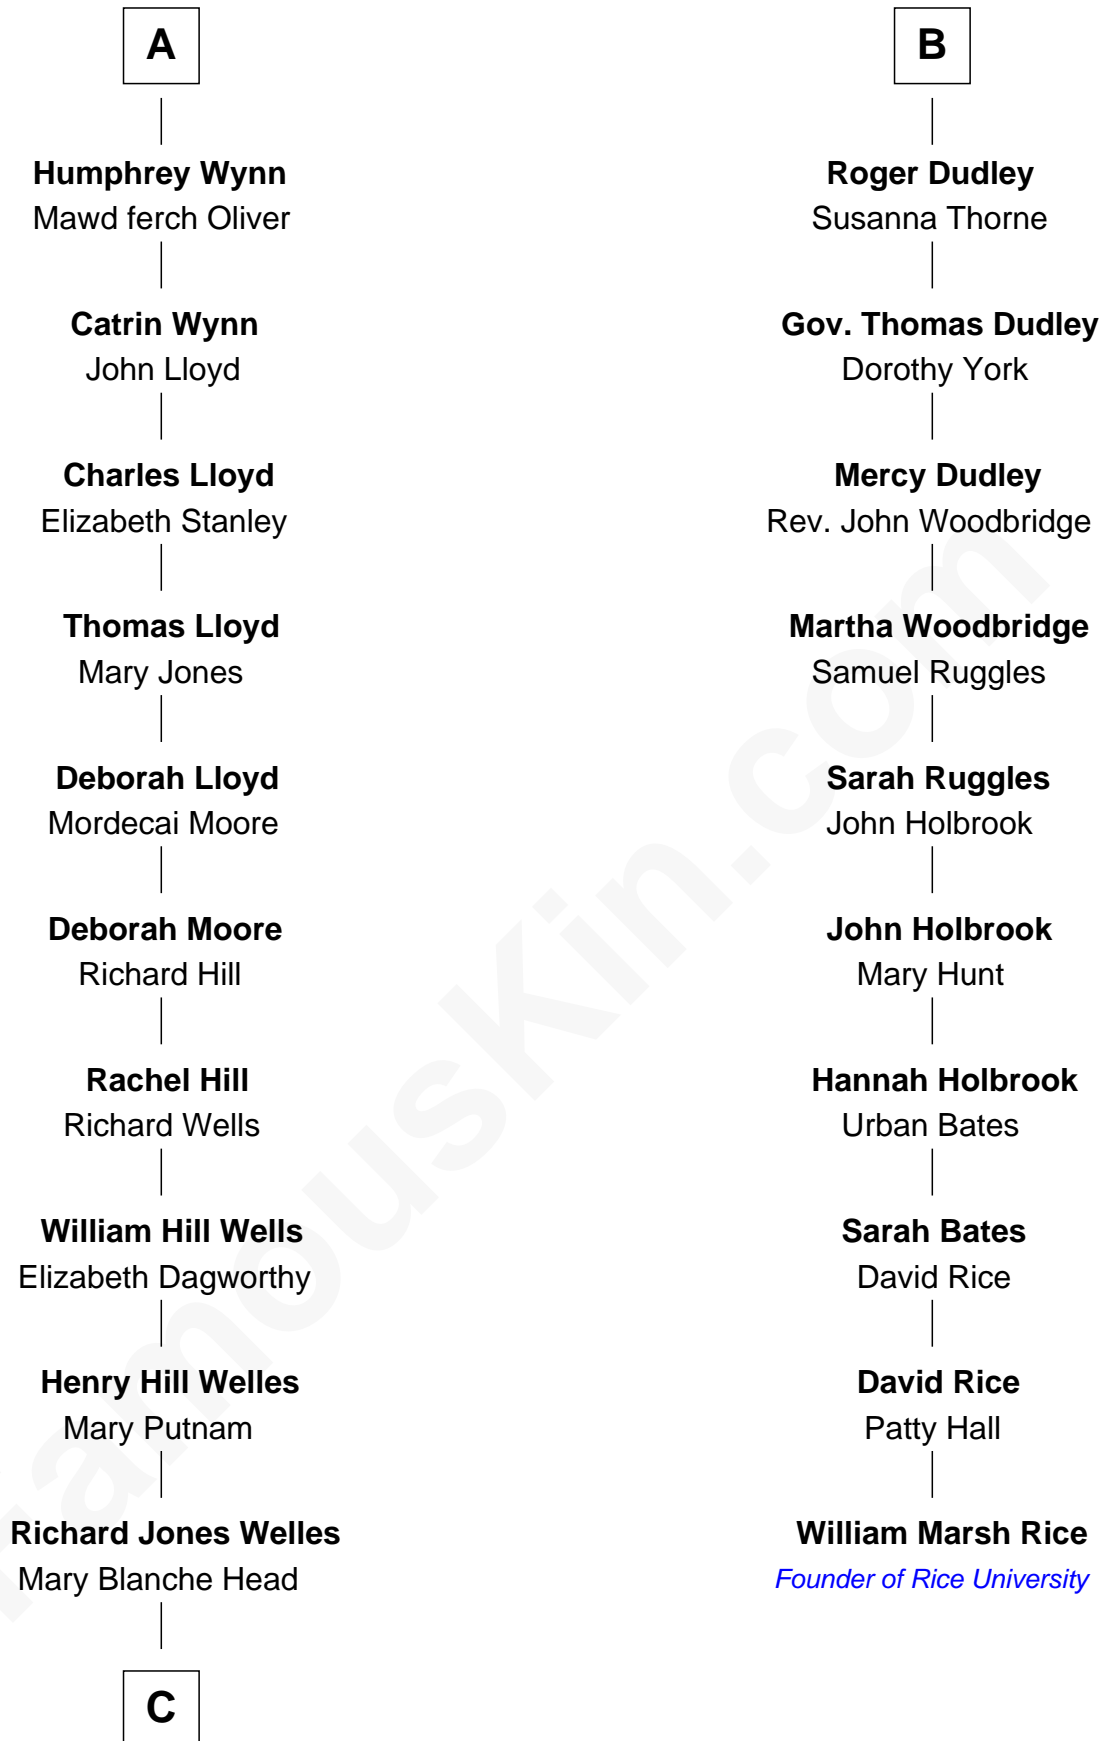 A
Humphrey Wynn
Mawd ferch Oliver
Catrin Wynn
John Lloyd
Charles Lloyd
Elizabeth Stanley
Thomas Lloyd
Mary Jones
Deborah Lloyd
Mordecai Moore
Deborah Moore
Richard Hill
Rachel Hill
Richard Wells
William Hill Wells
Elizabeth Dagworthy
Henry Hill Welles
Mary Putnam
Richard Jones Welles
Mary Blanche Head
C
B
Roger Dudley
Susanna Thorne
Gov. Thomas Dudley
Dorothy York
Mercy Dudley
Rev. John Woodbridge
Martha Woodbridge
Samuel Ruggles
Sarah Ruggles
John Holbrook
John Holbrook
Mary Hunt
Hannah Holbrook
Urban Bates
Sarah Bates
David Rice
David Rice
Patty Hall
William Marsh Rice
Founder of Rice University
FamousKin.com